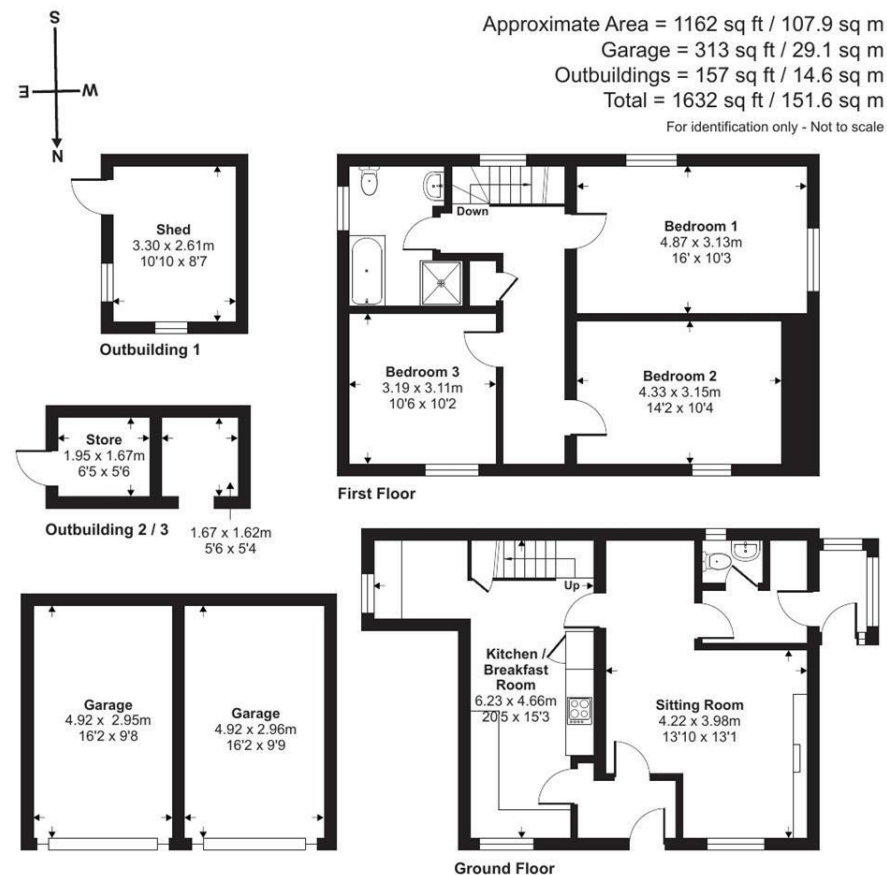 Approximate Area = 1162 sq ft / 107.9 sq m
Garage = 313 sq ft / 29.1 sq m
Outbuildings = 157 sq ft / 14.6 sq m
Total = 1632 sq ft / 151.6 sq m
For identification only - Not to scale
S
E
W
N
Shed
3.30 x 2.61m
10'10 x 8'7
Outbuilding 1
Down
Bedroom 1
4.87 x 3.13m
16' x 10'3
Bedroom 3
3.19 x 3.11m
10'6 x 10'2
Bedroom 2
4.33 x 3.15m
14'2 x 10'4
First Floor
Store
1.95 x 1.67m
6'5 x 5'6
Outbuilding 2 / 3
1.67 x 1.62m
5'6 x 5'4
Up
Kitchen /
Breakfast
Room
6.23 x 4.66m
20'5 x 15'3
Sitting Room
4.22 x 3.98m
13'10 x 13'1
Garage
4.92 x 2.95m
16'2 x 9'8
Garage
4.92 x 2.96m
16'2 x 9'9
Ground Floor